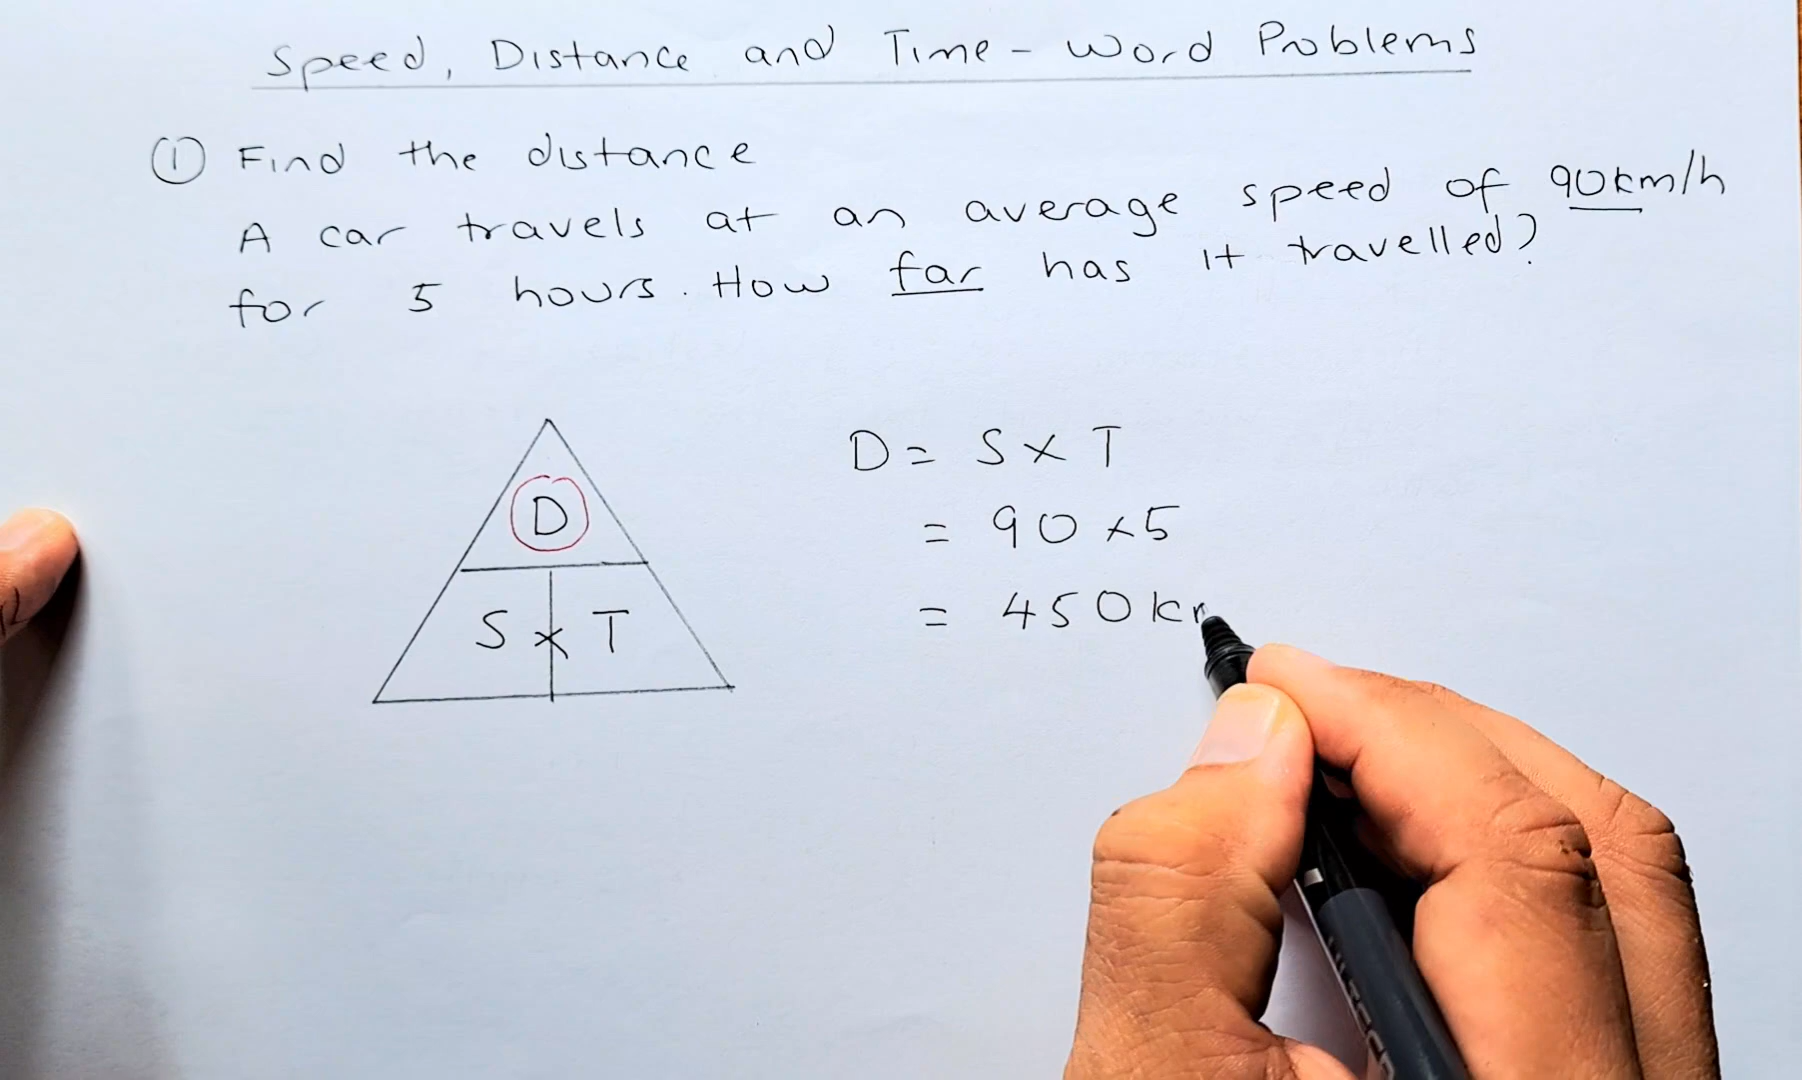 Speed, Distance and Time - Word Problems
① Find the distance
A car travels at an average speed of 90km/h
for 5 hours. How far has it travelled?
D
S × T
D = S × T
= 90 × 5
= 450k